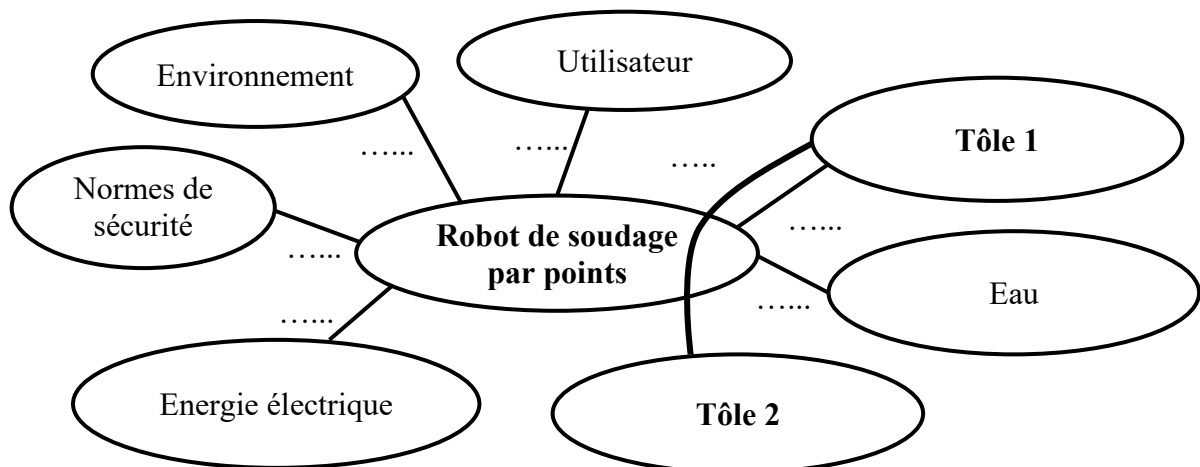 Environnement
Utilisateur
Tôle 1
…...
…...
…..
Normes de
sécurité
Robot de soudage
par points
…...
…...
Eau
…...
…...
Energie électrique
Tôle 2